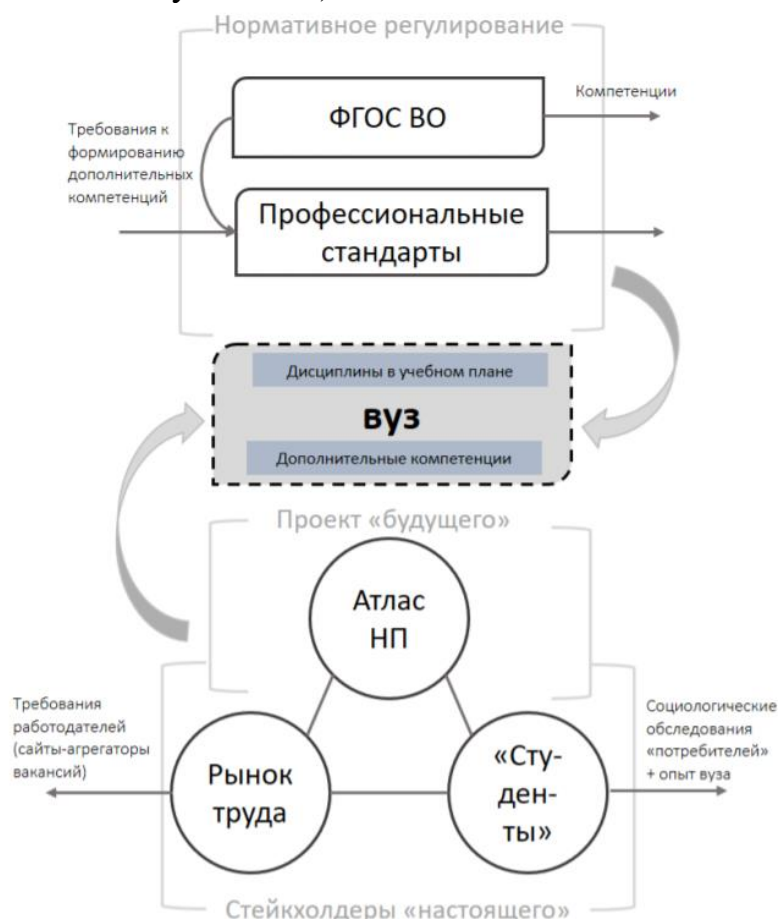 Нормативное регулирование
ФГОС ВО
Компетенции
Требования к
формированию
дополнительных
компетенций
Профессиональные
стандарты
Дисциплины в учебном плане
вуз
Дополнительные компетенции
Проект «будущего»
Атлас
НП
Требования
работодателей
(сайты-агрегаторы
вакансий)
Рынок
труда
«Сту-
ден-
ты»
Социологические
обследования
«потребителей»
+ опыт вуза
Стейкхолдеры «настоящего»